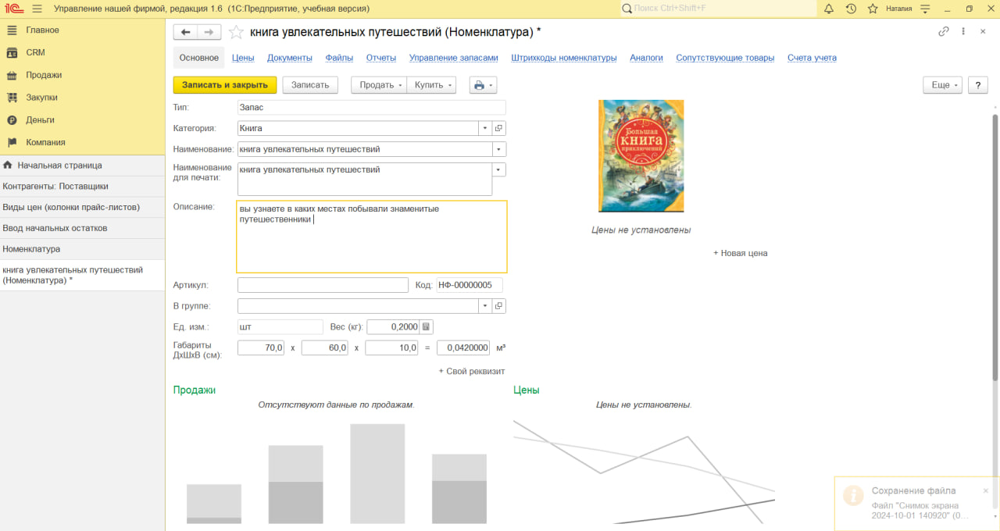 1С Управление нашей фирмой, редакция 1.6 (1С:Предприятие, учебная версия) Поиск Ctrl+Shift+F Наталия
Главное
CRM
Продажи
Закупки
Деньги
Компания
Начальная страница
Контрагенты: Поставщики
Виды цен (колонки прайс-листов)
Ввод начальных остатков
Номенклатура
книга увлекательных путешествий
(Номенклатура) *
книга увлекательных путешествий (Номенклатура) *
Основное Цены Документы Файлы Отчеты Управление запасами Штрихкоды номенклатуры Аналоги Сопутствующие товары Счета учета
Записать и закрыть Записать Продать Купить Еще ?
Тип: Запас
Категория: Книга
Наименование: книга увлекательных путешествий
Наименование
для печати: книга увлекательных путешествий
Описание: вы узнаете в каких местах побывали знаменитые
путешественники
Артикул: Код: НФ-00000005
В группе:
Ед. изм.: шт Вес (кг): 0,2000
Габариты
ДхШхВ (см): 70,0 x 60,0 x 10,0 = 0,0420000 м³
+ Свой реквизит
Большая
книга
приключений
Цены не установлены
+ Новая цена
Продажи
Отсутствуют данные по продажам.
Цены
Цены не установлены.
Сохранение файла
Файл "Снимок экрана
2024-10-01 140920" (0...